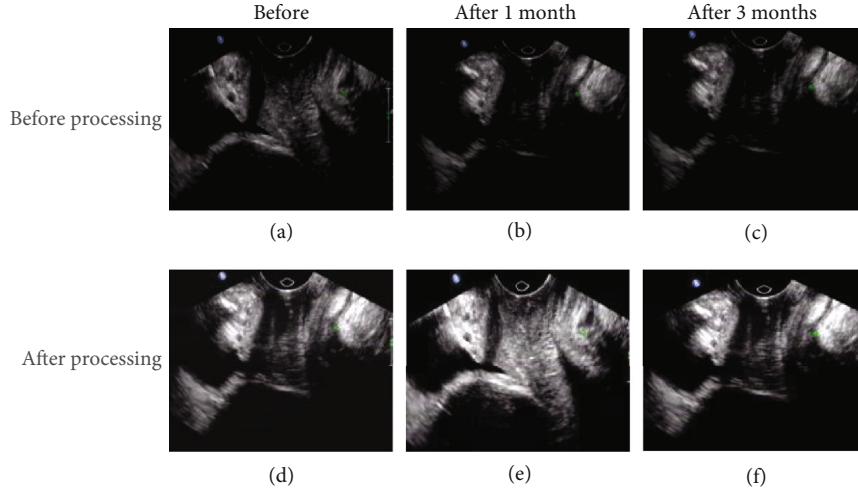 Before After 1 month After 3 months
Before processing
(a) (b) (c)
After processing
(d) (e) (f)